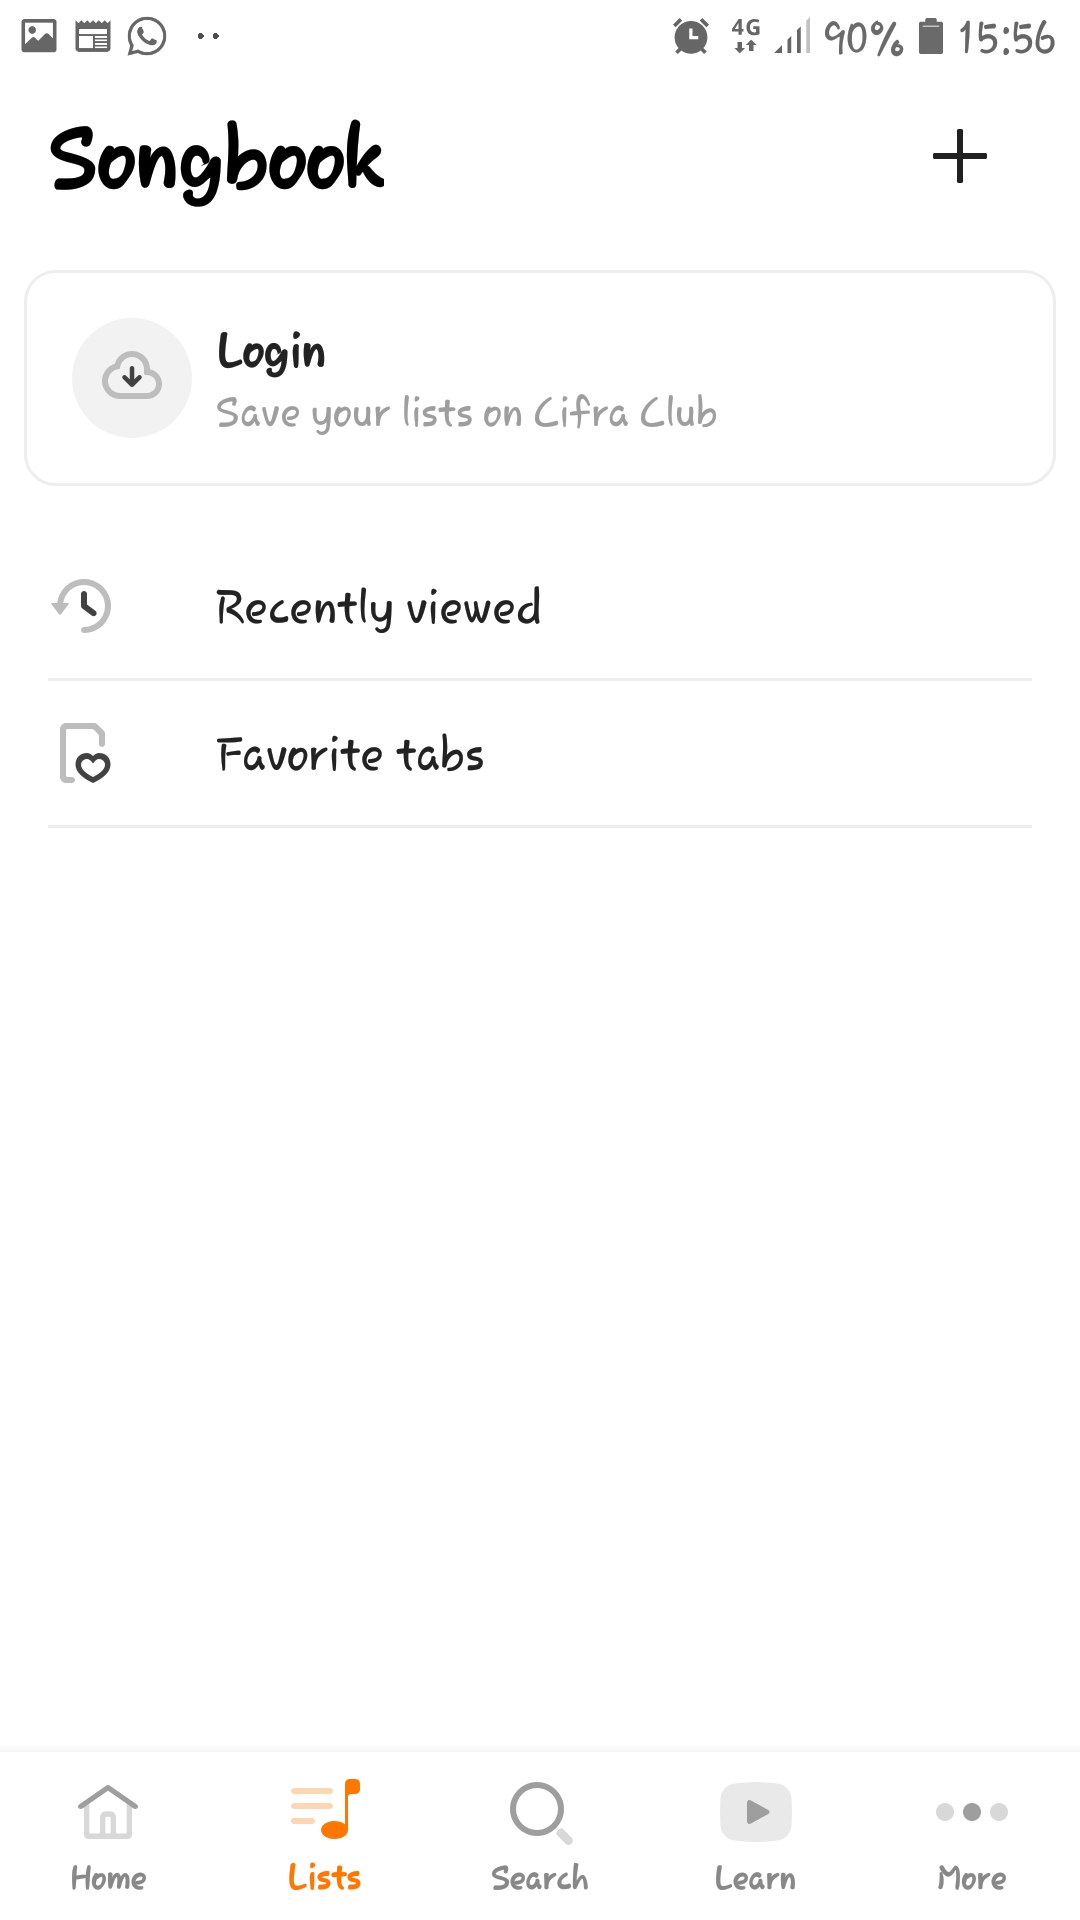 4G 90% 15:56
Songbook
Login
Save your lists on Cifra Club
Recently viewed
Favorite tabs
Home Lists Search Learn More